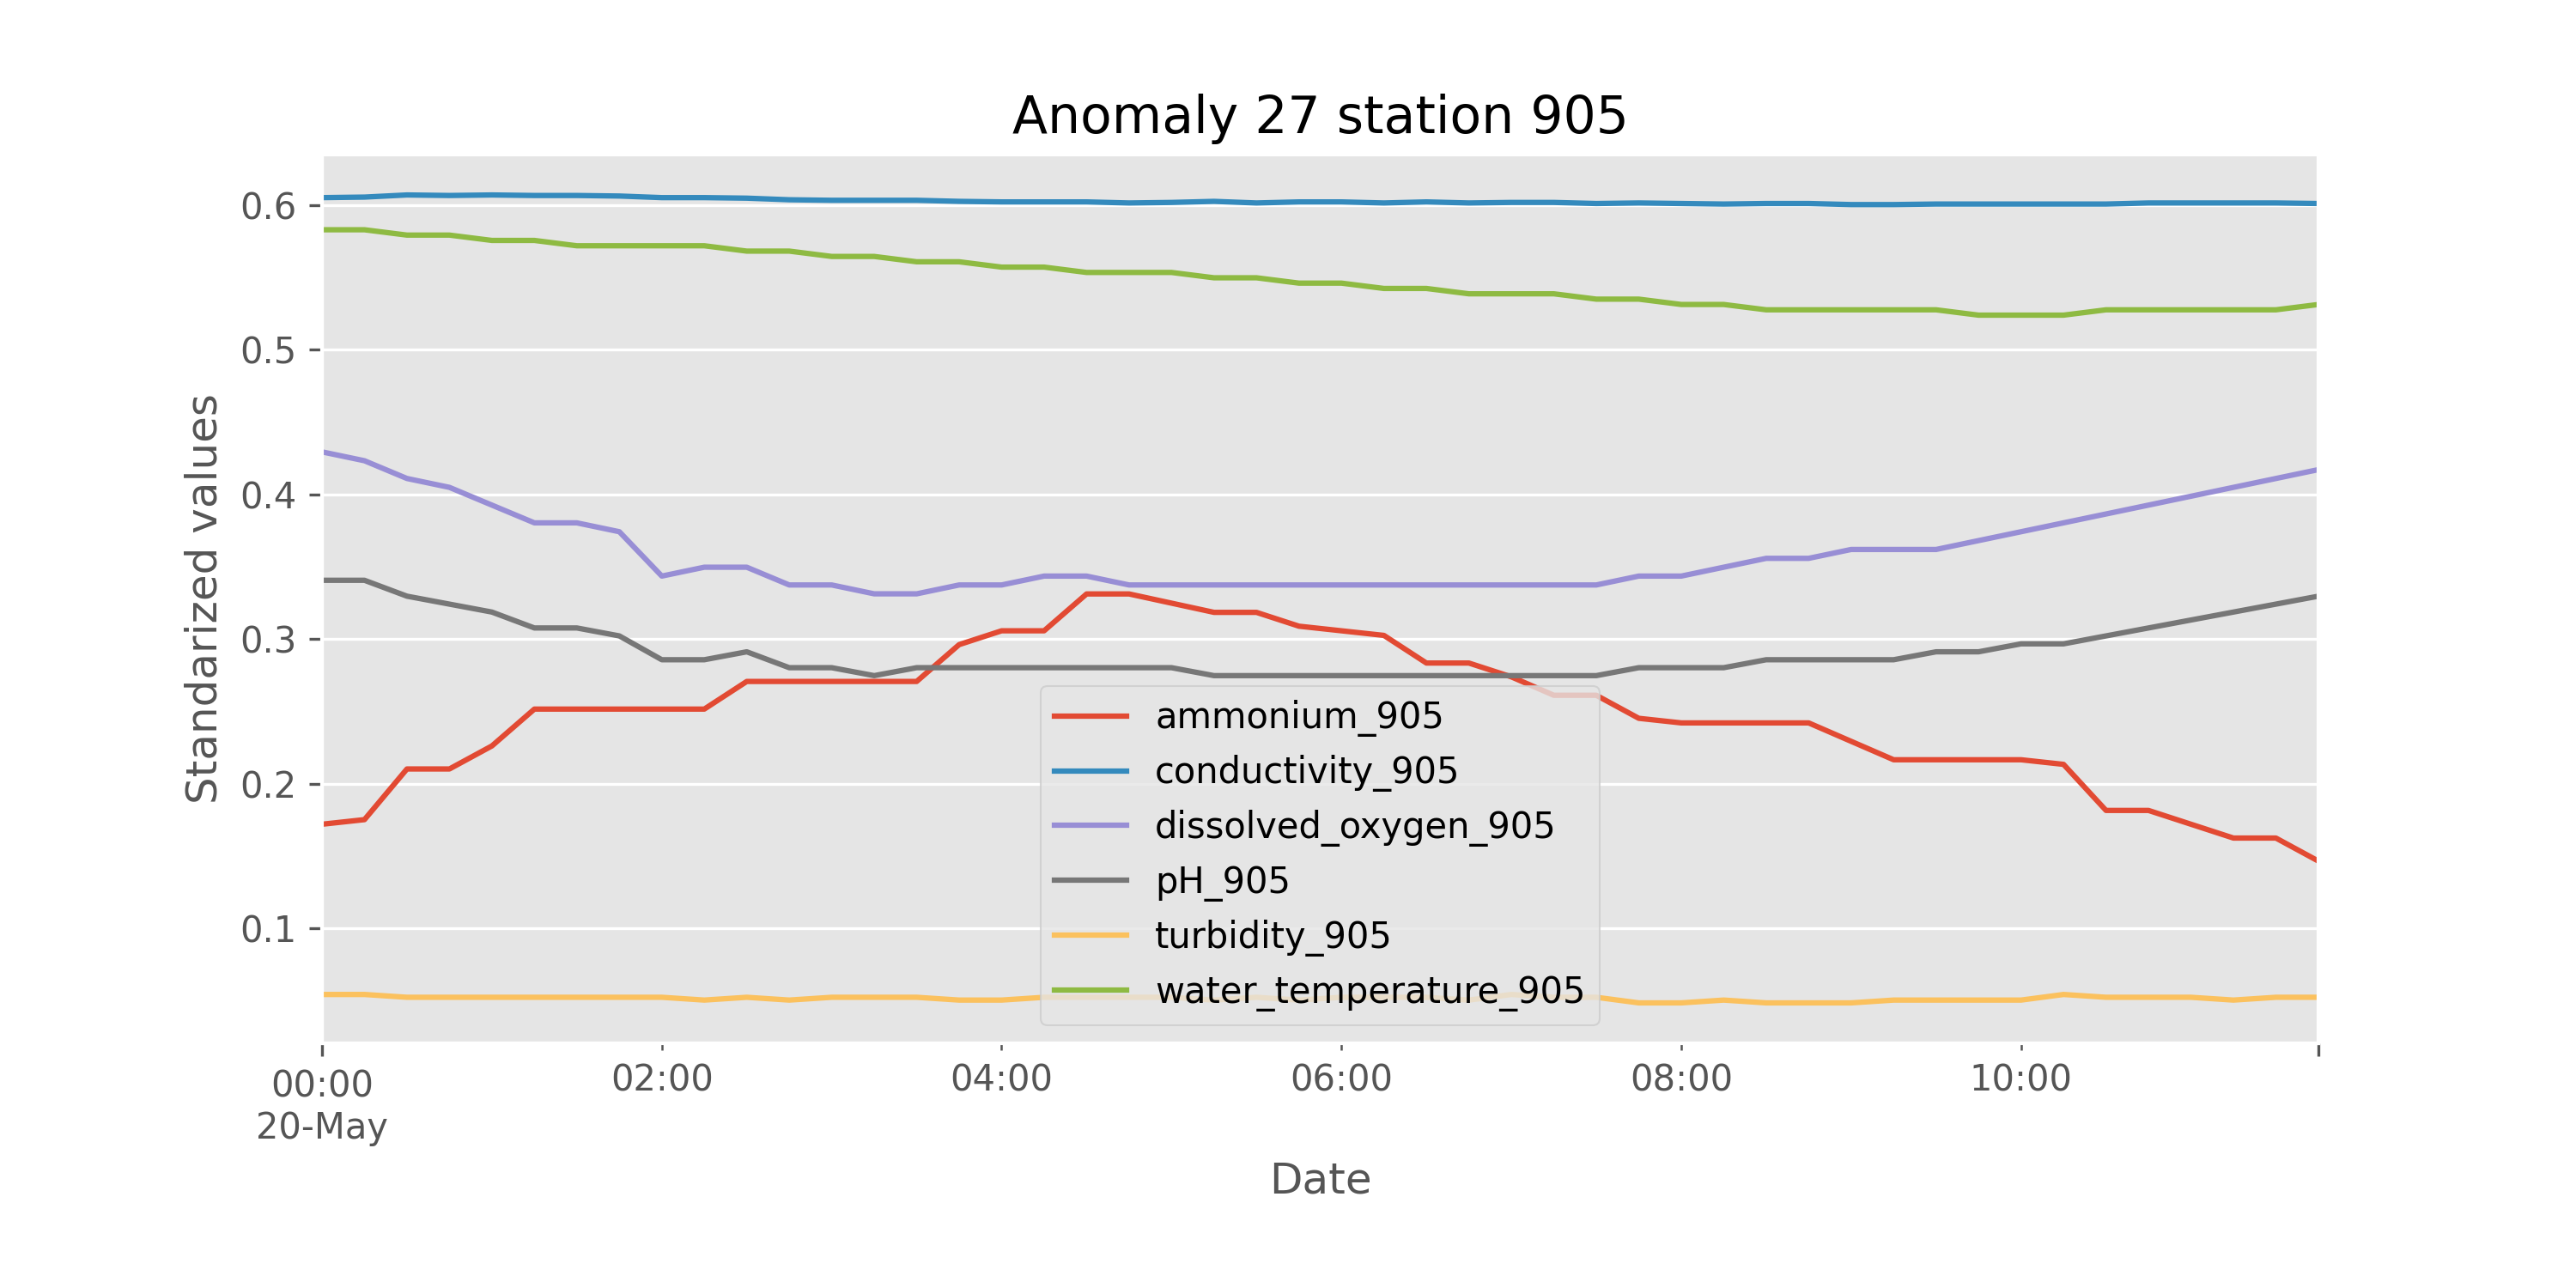 Anomaly 27 station 905
Standarized values
0.6
0.5
0.4
0.3
0.2
0.1
ammonium_905
conductivity_905
dissolved_oxygen_905
pH_905
turbidity_905
water_temperature_905
00:00 02:00 04:00 06:00 08:00 10:00
20-May
Date